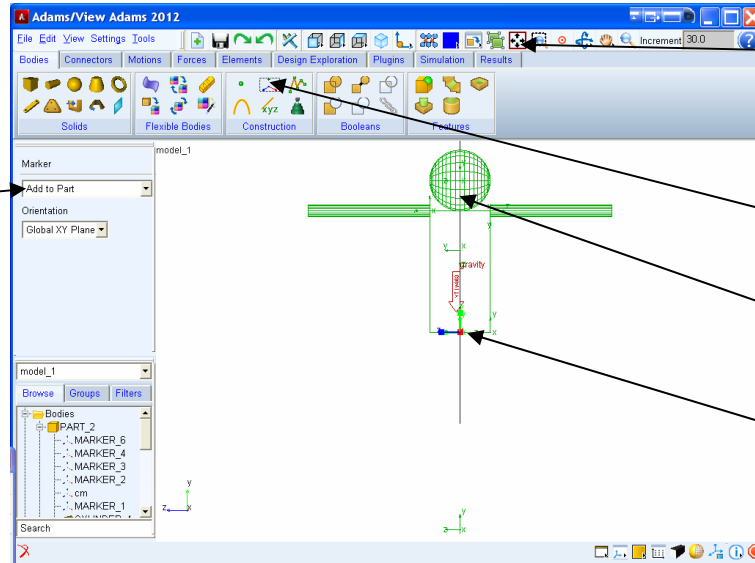 Adams/View Adams 2012
File Edit View Settings Tools
Increment 30.0
Bodies Connectors Motions Forces Elements Design Exploration Plugins Simulation Results
Solids Flexible Bodies Construction Booleans Features
xyz
model_1
Marker
Add to Part
Orientation
Global XY Plane
gravity
model_1
Browse Groups Filters
Bodies
PART_2
MARKER_6
MARKER_4
MARKER_3
MARKER_2
cm
MARKER_1
Search
y
z
x
y
z
x